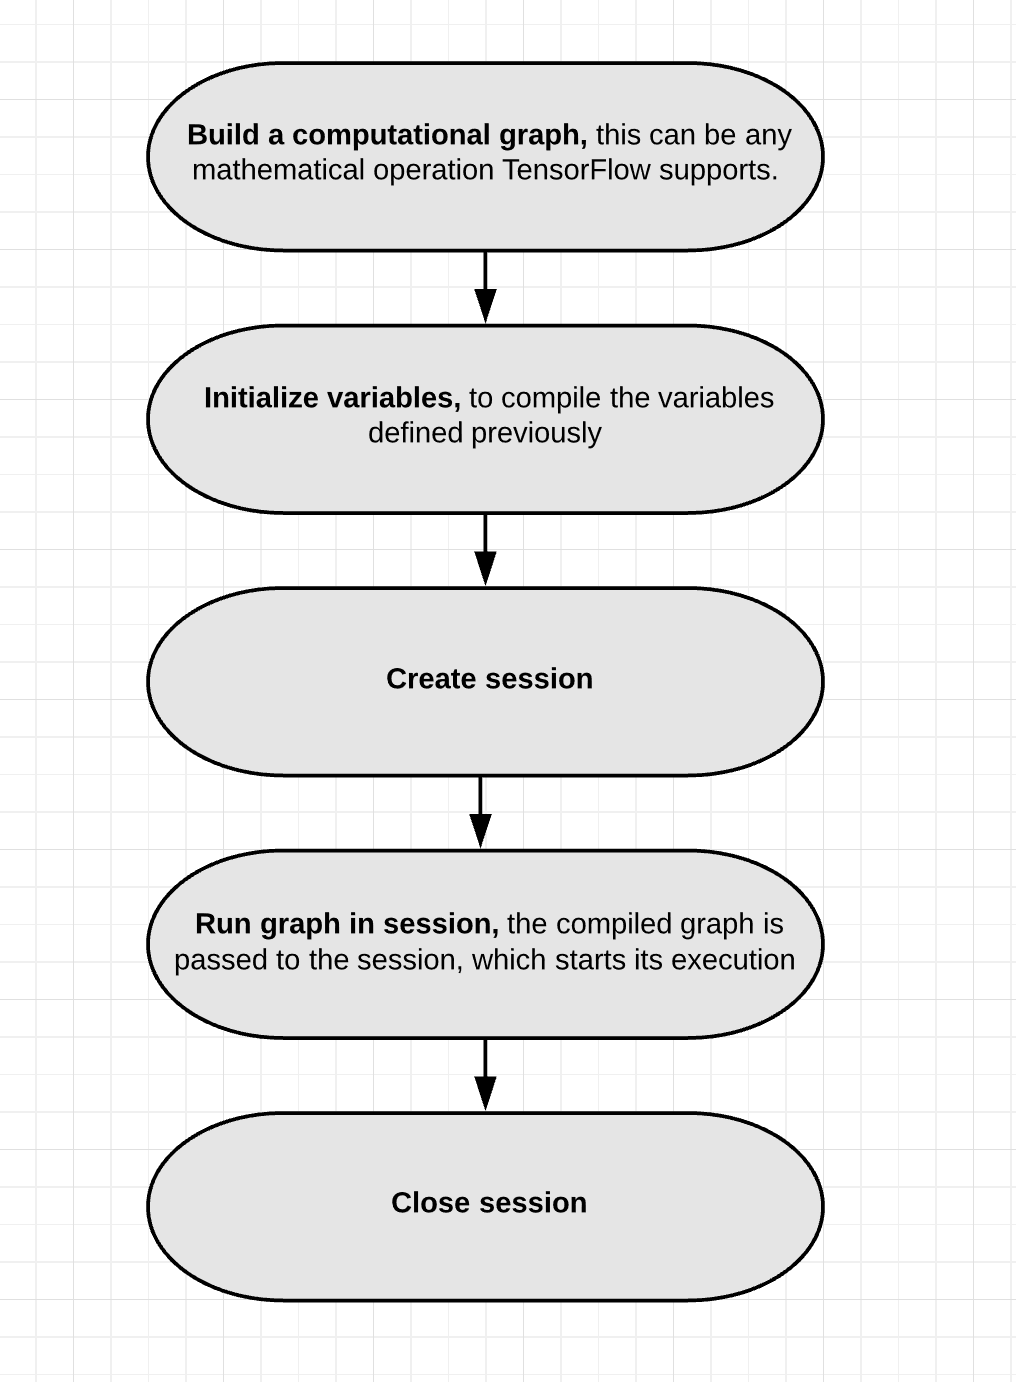 Build a computational graph, this can be any
mathematical operation TensorFlow supports.
Initialize variables, to compile the variables
defined previously
Create session
Run graph in session, the compiled graph is
passed to the session, which starts its execution
Close session